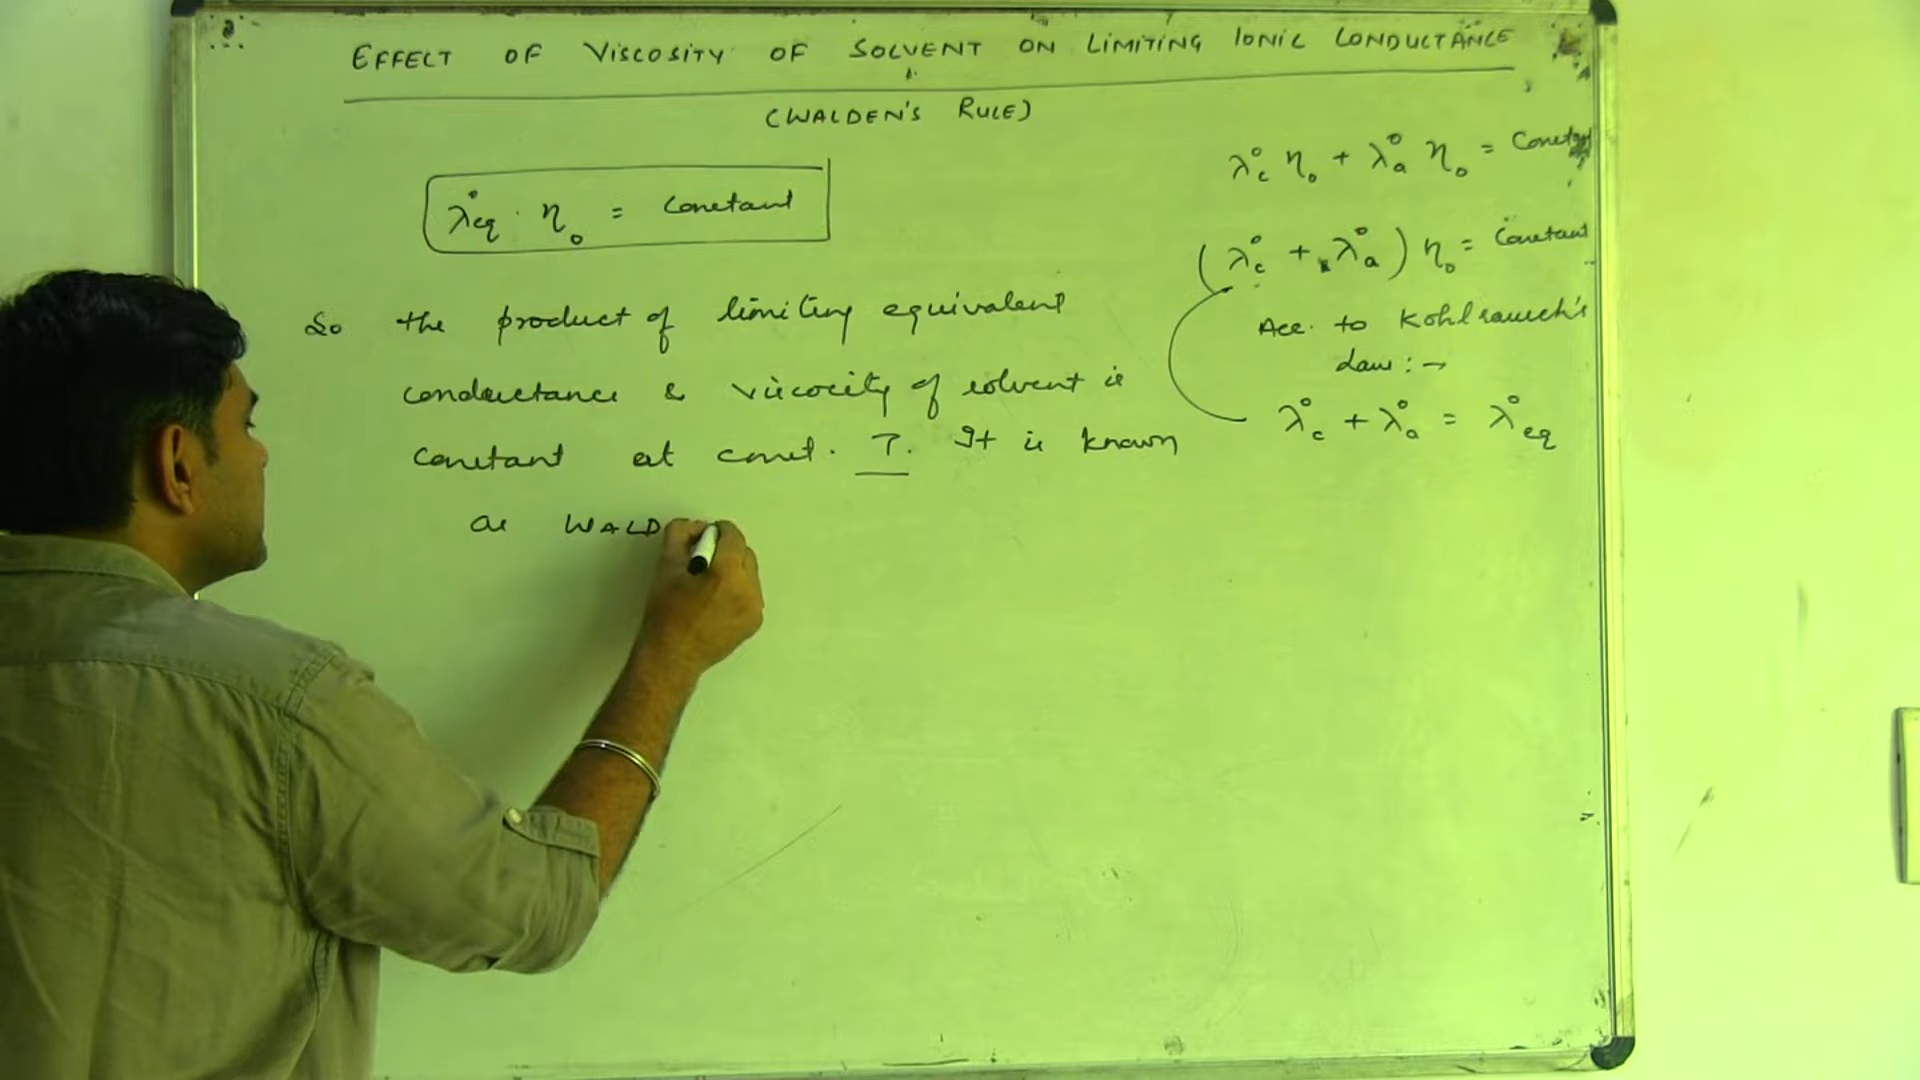 EFFECT OF VISCOSITY OF SOLVENT ON LIMITING IONIC CONDUCTANCE
(WALDEN'S RULE)
λ°eq · η₀ = Constant
So the product of limiting equivalent
conductance & viscocity of solvent is
constant at const. T. It is known
as WALD
λ°c η₀ + λ°a η₀ = Constant
(λ°c + λ°a) η₀ = Constant
Acc. to Kohlrausch's
Law : →
λ°c + λ°a = λ°eq